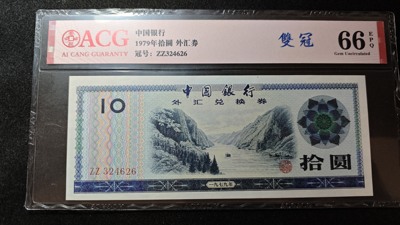 ACG
AI CANG GUARANTY
中国银行
1979年拾圆 外汇券
冠号: ZZ324626
雙冠
66 EPQ
Gem Uncirculated
10
中国银行
外汇兑换券
ZZ 324626
拾圆
一九七九年